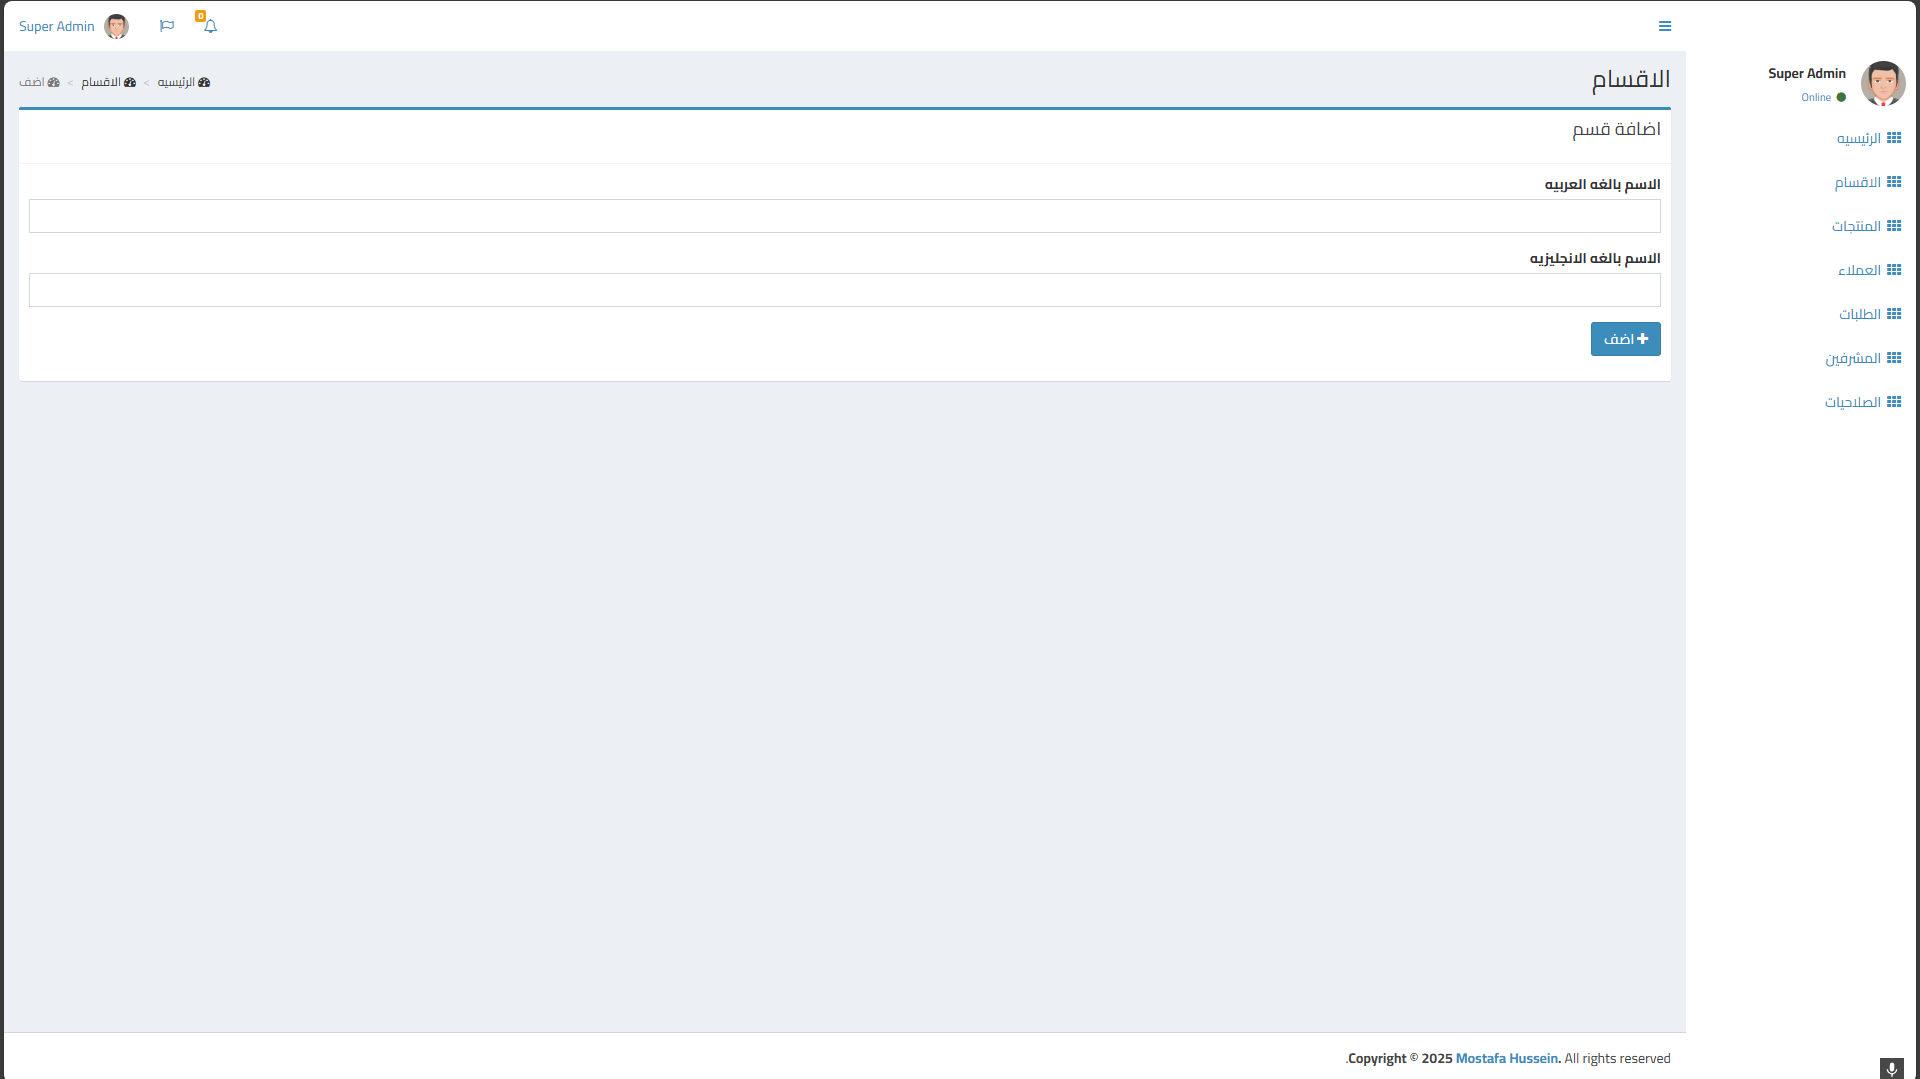 Super Admin
0
Super Admin
Online
الرئيسيه
الاقسام
المنتجات
العملاء
الطلبات
المشرفين
الصلاحيات
الاقسام
الرئيسيه > الاقسام > اضف
اضافة قسم
الاسم بالغه العربيه
الاسم بالغه الانجليزيه
اضف
.Copyright © 2025 Mostafa Hussein. All rights reserved